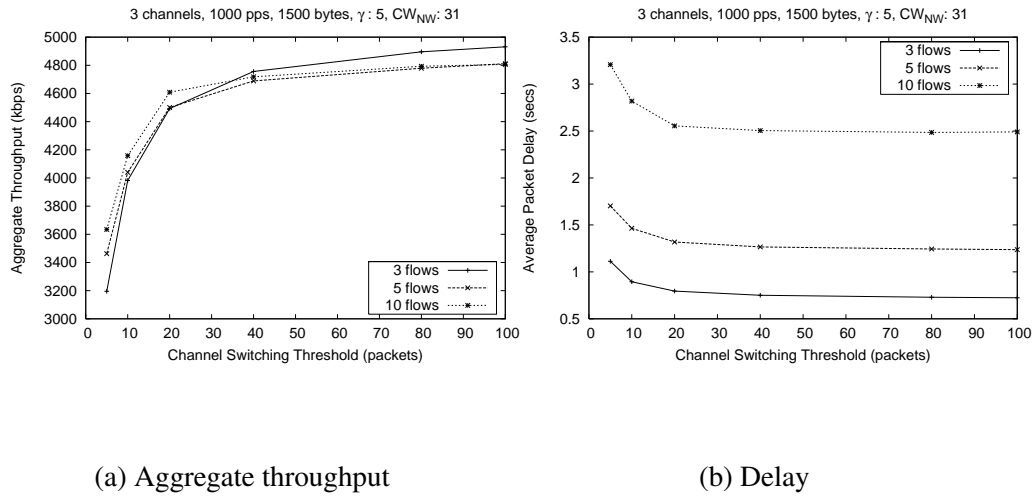 3 channels, 1000 pps, 1500 bytes, γ : 5, CW_NW: 31
5000
4800
4600
4400
4200
4000
3800
3600
3400
3200
3000
Aggregate Throughput (kbps)
3 flows
5 flows
10 flows
0 10 20 30 40 50 60 70 80 90 100
Channel Switching Threshold (packets)
3 channels, 1000 pps, 1500 bytes, γ : 5, CW_NW: 31
3.5
3
2.5
2
1.5
1
0.5
Average Packet Delay (secs)
3 flows
5 flows
10 flows
0 10 20 30 40 50 60 70 80 90 100
Channel Switching Threshold (packets)
(a) Aggregate throughput
(b) Delay